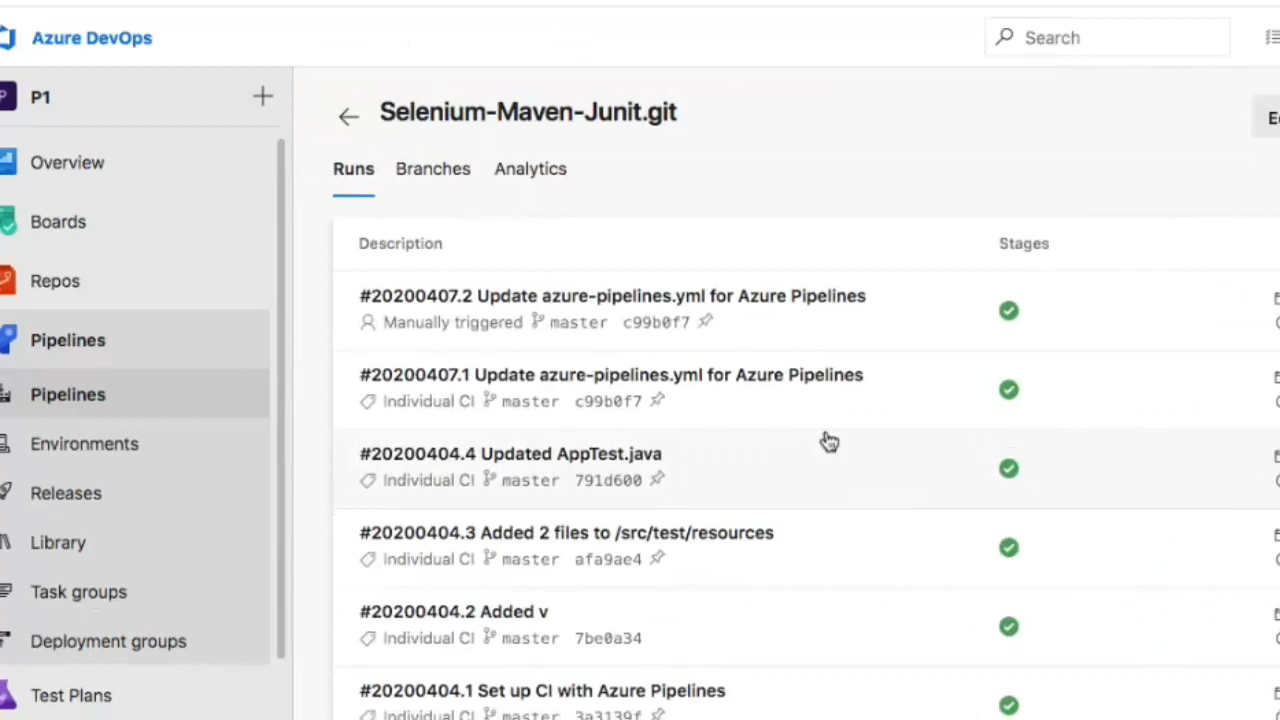 Azure DevOps
Search
P1
Overview
Boards
Repos
Pipelines
Pipelines
Environments
Releases
Library
Task groups
Deployment groups
Test Plans
Selenium-Maven-Junit.git
Runs Branches Analytics
Description Stages
#20200407.2 Update azure-pipelines.yml for Azure Pipelines
Manually triggered master c99b0f7
#20200407.1 Update azure-pipelines.yml for Azure Pipelines
Individual CI master c99b0f7
#20200404.4 Updated AppTest.java
Individual CI master 791d600
#20200404.3 Added 2 files to /src/test/resources
Individual CI master afa9ae4
#20200404.2 Added v
Individual CI master 7be0a34
#20200404.1 Set up CI with Azure Pipelines
Individual CI master 3a3139f